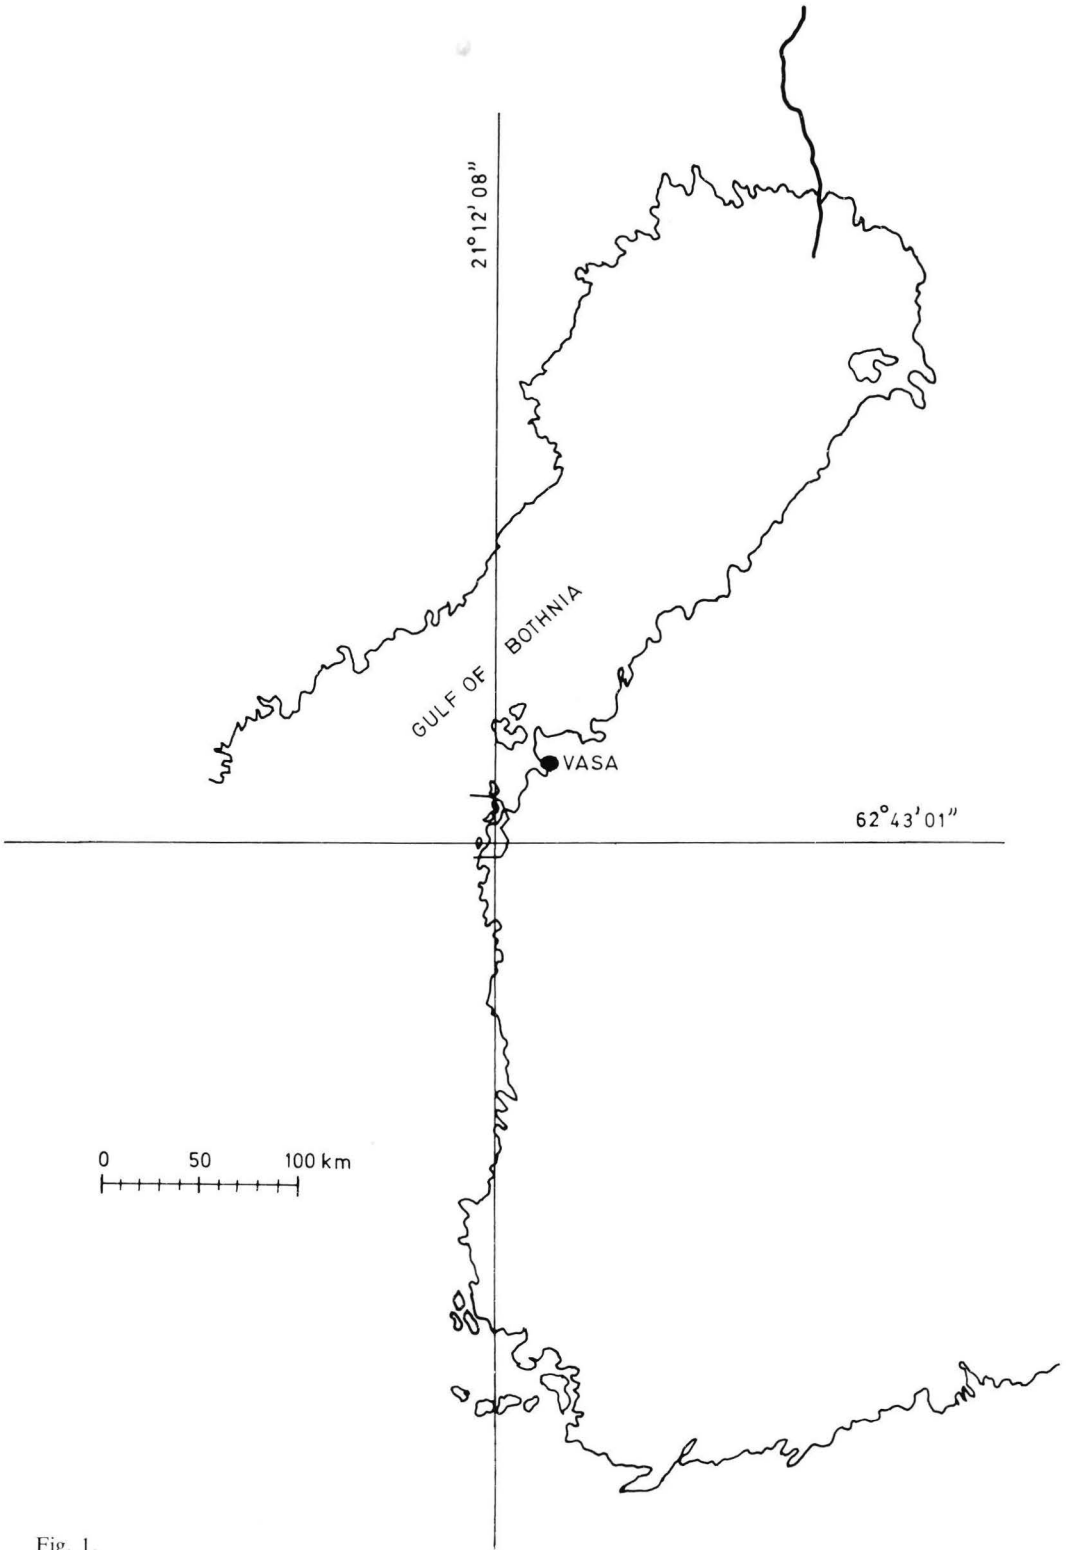 21°12'08"
GULF OF BOTHNIA
VASA
62°43'01"
0 50 100 km
Fig. 1.